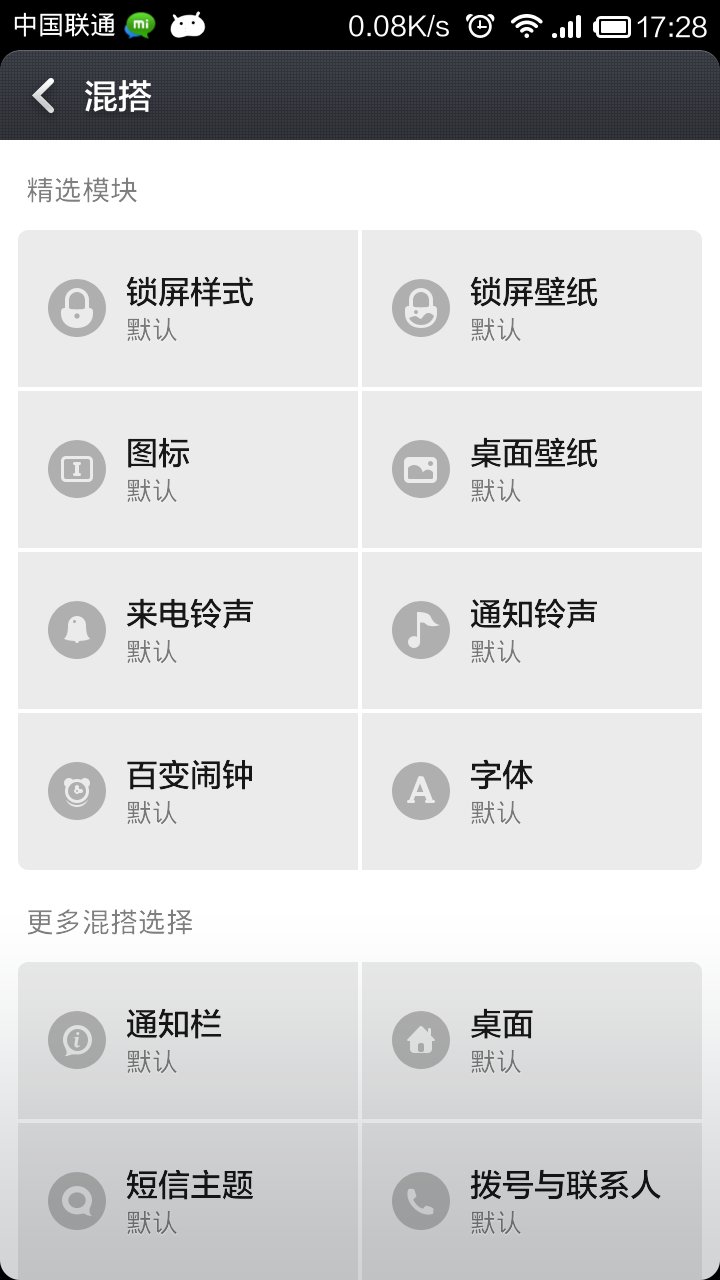 中国联通 mi 0.08K/s 17:28
混搭
精选模块
锁屏样式 锁屏壁纸
默认 默认
图标 桌面壁纸
默认 默认
来电铃声 通知铃声
默认 默认
百变闹钟 字体
默认 默认
更多混搭选择
通知栏 桌面
默认 默认
短信主题 拨号与联系人
默认 默认